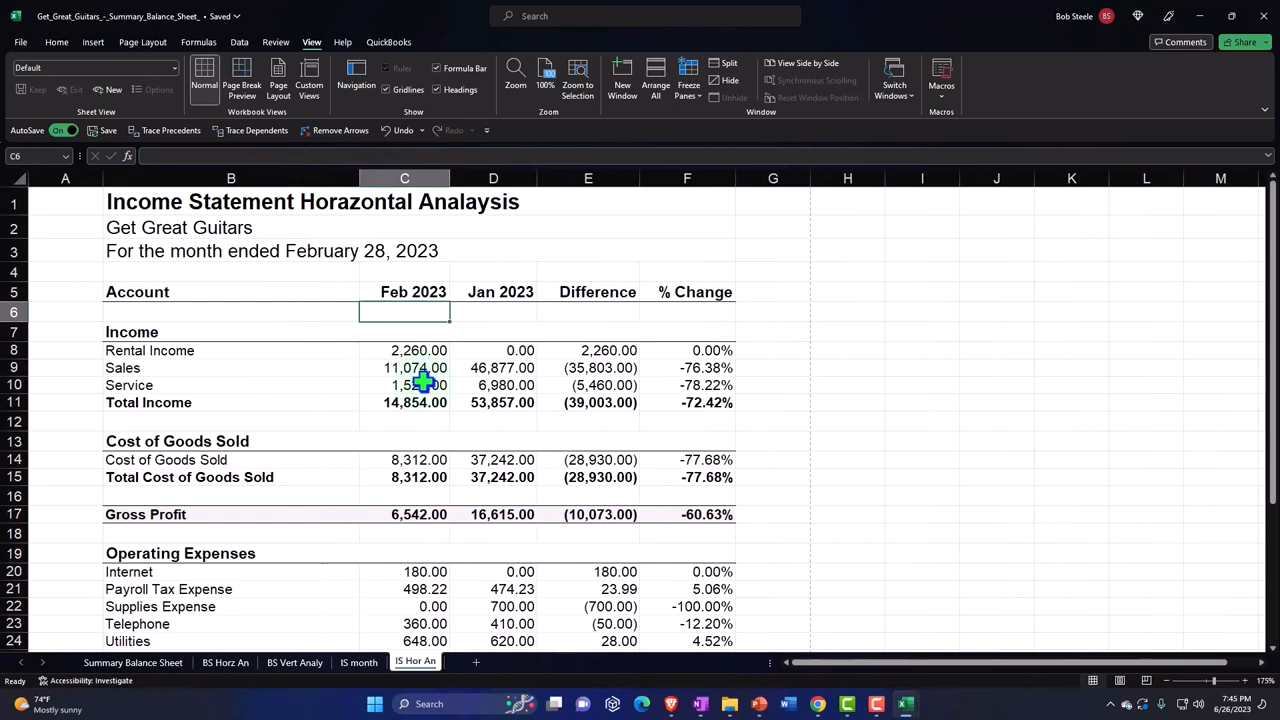 Get_Great_Guitars_-_Summary_Balance_Sheet_ • Saved
Search
Bob Steele BS
File Home Insert Page Layout Formulas Data Review View Help QuickBooks
Comments Share
Default
Keep Exit New Options
Sheet View
Normal Page Break Preview Page Layout Custom Views
Workbook Views
Navigation
Ruler Formula Bar
Gridlines Headings
Show
Zoom 100% Zoom to Selection
Zoom
New Window Arrange All Freeze Panes
Split
Hide
Unhide
View Side by Side
Synchronous Scrolling
Reset Window Position
Window
Switch Windows
Macros
Macros
AutoSave On Save Trace Precedents Trace Dependents Remove Arrows Undo Redo
C6 fx
A B C D E F G H I J K L M
1 Income Statement Horazontal Analaysis
2 Get Great Guitars
3 For the month ended February 28, 2023
4
5 Account Feb 2023 Jan 2023 Difference % Change
6
7 Income
8 Rental Income 2,260.00 0.00 2,260.00 0.00%
9 Sales 11,074.00 46,877.00 (35,803.00) -76.38%
10 Service 6,980.00 (5,460.00) -78.22%
11 Total Income 14,854.00 53,857.00 (39,003.00) -72.42%
12
13 Cost of Goods Sold
14 Cost of Goods Sold 8,312.00 37,242.00 (28,930.00) -77.68%
15 Total Cost of Goods Sold 8,312.00 37,242.00 (28,930.00) -77.68%
16
17 Gross Profit 6,542.00 16,615.00 (10,073.00) -60.63%
18
19 Operating Expenses
20 Internet 180.00 0.00 180.00 0.00%
21 Payroll Tax Expense 498.22 474.23 23.99 5.06%
22 Supplies Expense 0.00 700.00 (700.00) -100.00%
23 Telephone 360.00 410.00 (50.00) -12.20%
24 Utilities 648.00 620.00 28.00 4.52%
Summary Balance Sheet BS Horz An BS Vert Analy IS month IS Hor An
Ready Accessibility: Investigate 175%
74°F
Mostly sunny
Search
7:45 PM
6/26/2023